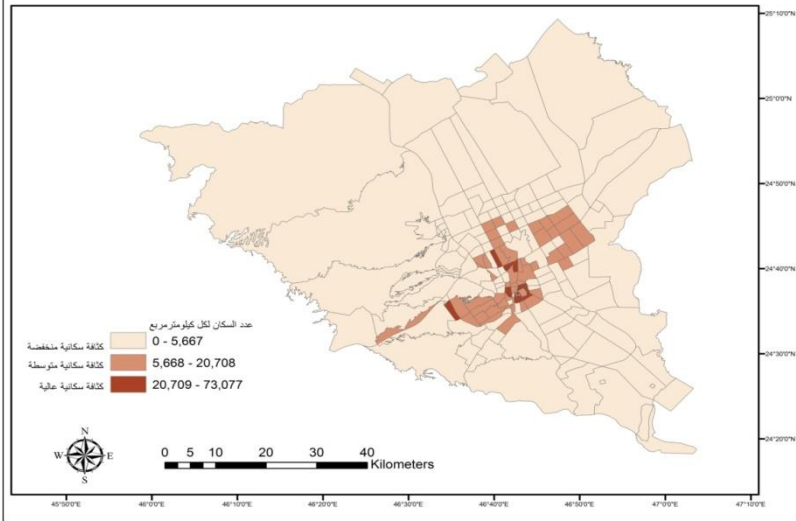 25°10'0"N
25°0'0"N
24°50'0"N
24°40'0"N
24°30'0"N
24°20'0"N
عدد السكان لكل كيلومترمربع
كثافة سكانية منخفضة 0 - 5,667
كثافة سكانية متوسطة 5,668 - 20,708
كثافة سكانية عالية 20,709 - 73,077
N
W E
S
0 5 10 20 30 40
Kilometers
45°50'0"E 46°0'0"E 46°10'0"E 46°20'0"E 46°30'0"E 46°40'0"E 46°50'0"E 47°0'0"E 47°10'0"E